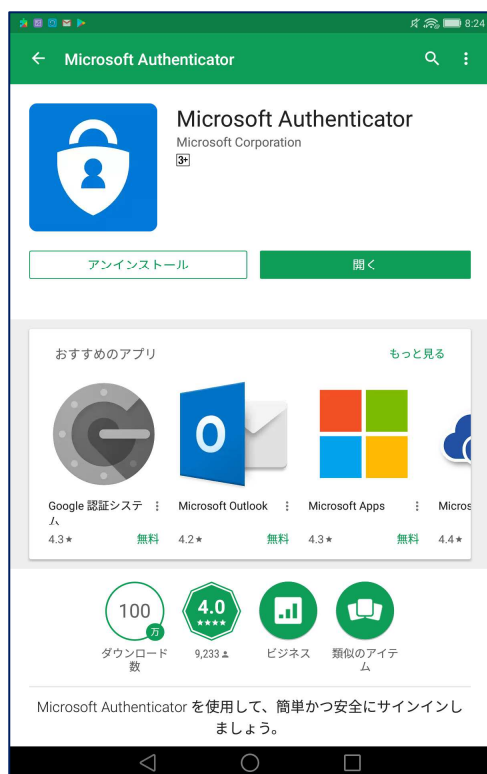 8:24
Microsoft Authenticator
Microsoft Authenticator
Microsoft Corporation
3+
アンインストール
開く
おすすめのアプリ
もっと見る
Google 認証システム
4.3★
無料
Microsoft Outlook
4.2★
無料
Microsoft Apps
4.3★
無料
Micros
4.4★
100
万
ダウンロード
数
4.0
★★★★
9,233
ビジネス
類似のアイテ
ム
Microsoft Authenticator を使用して、簡単かつ安全にサインインし
ましょう。